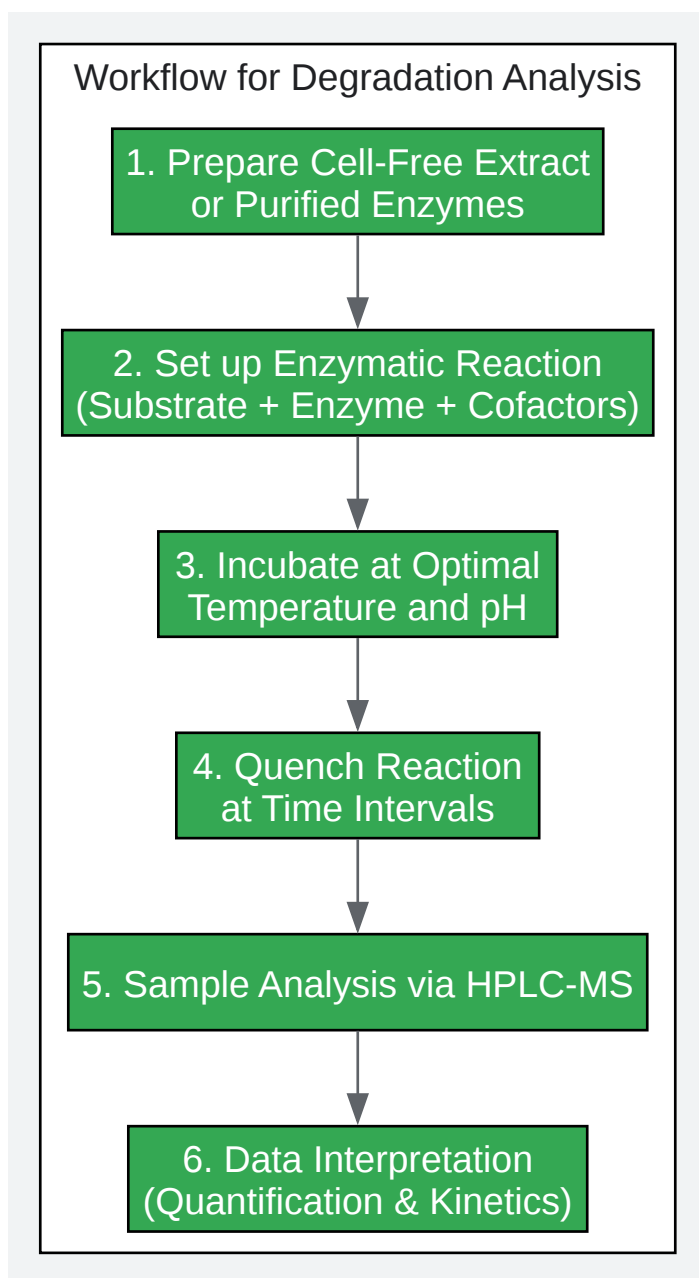 Workflow for Degradation Analysis
1. Prepare Cell-Free Extract
or Purified Enzymes
2. Set up Enzymatic Reaction
(Substrate + Enzyme + Cofactors)
3. Incubate at Optimal
Temperature and pH
4. Quench Reaction
at Time Intervals
5. Sample Analysis via HPLC-MS
6. Data Interpretation
(Quantification & Kinetics)